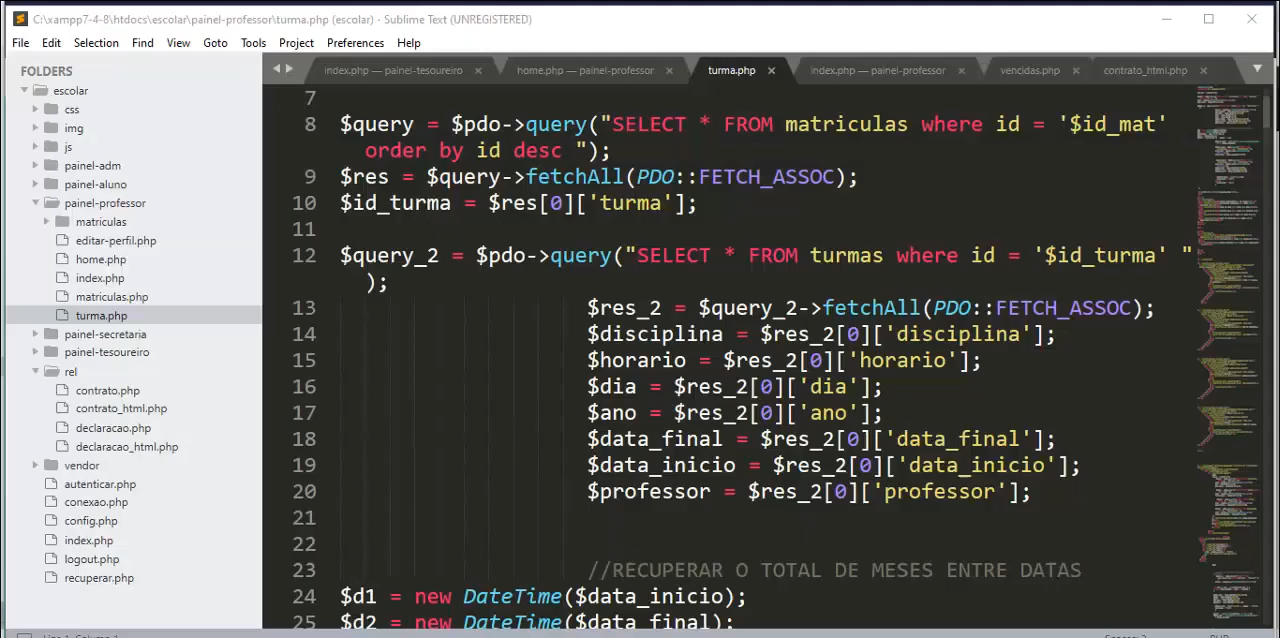 C:\xampp7-4-8\htdocs\escolar\painel-professor\turma.php (escolar) - Sublime Text (UNREGISTERED)
File Edit Selection Find View Goto Tools Project Preferences Help
FOLDERS
escolar
css
img
js
painel-adm
painel-aluno
painel-professor
matriculas
editar-perfil.php
home.php
index.php
matriculas.php
turma.php
painel-secretaria
painel-tesoureiro
rel
contrato.php
contrato_html.php
declaracao.php
declaracao_html.php
vendor
autenticar.php
conexao.php
config.php
index.php
logout.php
recuperar.php
index.php — painel-tesoureiro
home.php — painel-professor
turma.php
index.php — painel-professor
vencidas.php
contrato_html.php
7
8 $query = $pdo->query("SELECT * FROM matriculas where id = '$id_mat'
order by id desc ");
9 $res = $query->fetchAll(PDO::FETCH_ASSOC);
10 $id_turma = $res[0]['turma'];
11
12 $query_2 = $pdo->query("SELECT * FROM turmas where id = '$id_turma' "
);
13 $res_2 = $query_2->fetchAll(PDO::FETCH_ASSOC);
14 $disciplina = $res_2[0]['disciplina'];
15 $horario = $res_2[0]['horario'];
16 $dia = $res_2[0]['dia'];
17 $ano = $res_2[0]['ano'];
18 $data_final = $res_2[0]['data_final'];
19 $data_inicio = $res_2[0]['data_inicio'];
20 $professor = $res_2[0]['professor'];
21
22
23 //RECUPERAR O TOTAL DE MESES ENTRE DATAS
24 $d1 = new DateTime($data_inicio);
25 $d2 = new DateTime($data_final);